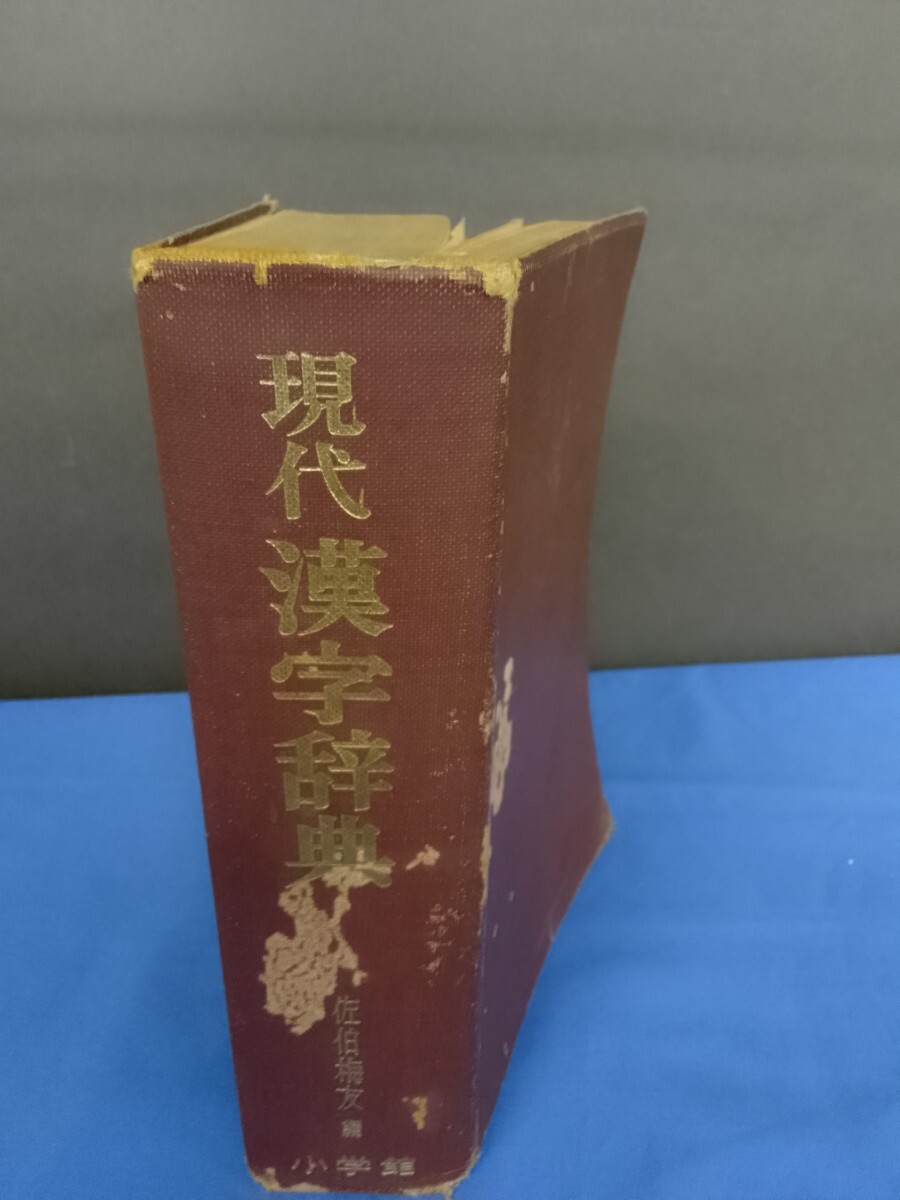 現代漢字辞典
佐伯梅友 編
小学館